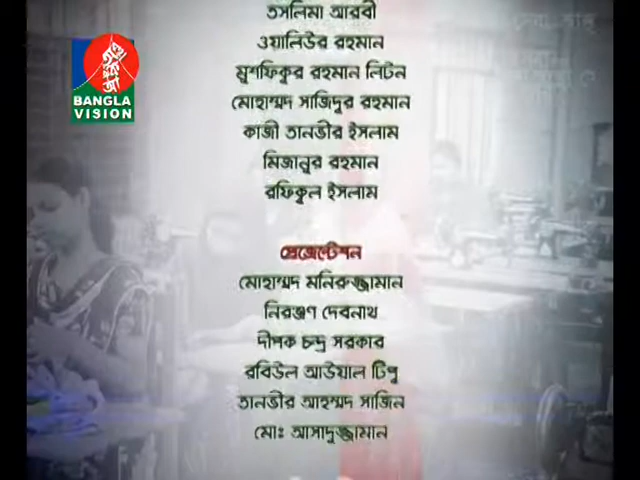 তসলিমা আরবী
ওয়ালিউর রহমান
মুশফিকুর রহমান লিটন
মোহাম্মদ সাজিদুর রহমান
কাজী তানভীর ইসলাম
মিজানুর রহমান
রফিকুল ইসলাম
BANGLA
VISION
প্রেজেন্টেশন
মোহাম্মদ মনিরুজ্জামান
নিরঞ্জণ দেবনাথ
দীপক চন্দ্র সরকার
রবিউল আউয়াল টিপু
তানভীর আহম্মদ সাজিন
মোঃ আসাদুজ্জামান